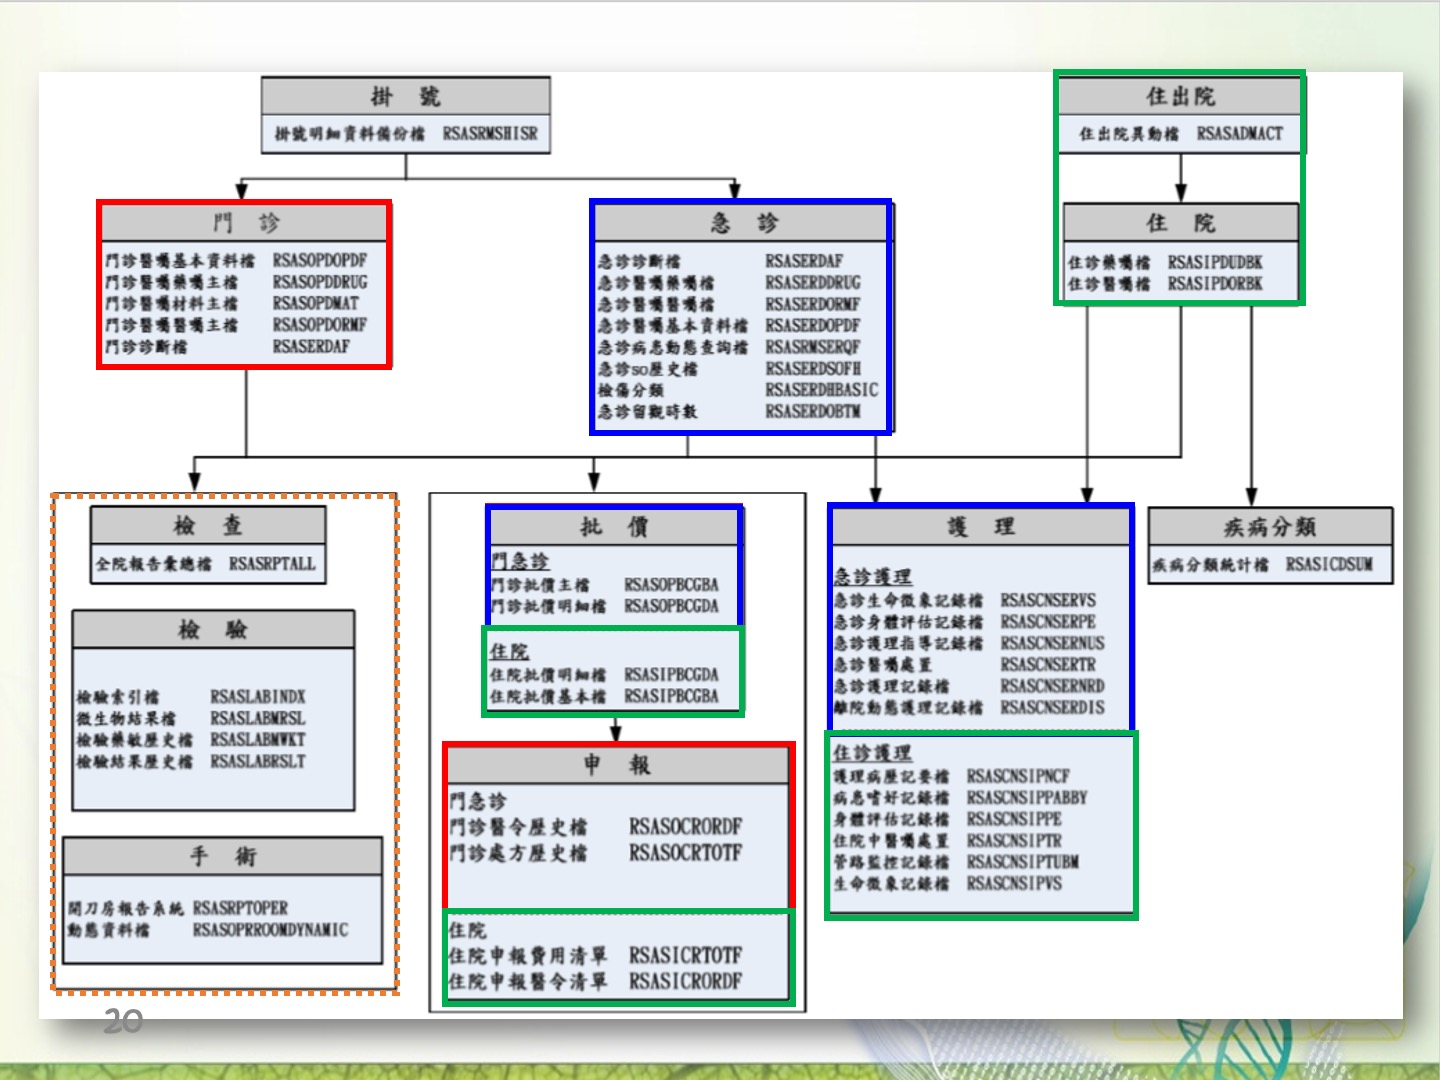 掛 號
掛號明細資料備份檔 RSASRMSHISR
住出院
住出院異動檔 RSASADMACT
門 診
門診醫囑基本資料檔 RSASOPDOPDF
門診醫囑藥囑主檔 RSASOPDDRUG
門診醫囑材料主檔 RSASOPDMAT
門診醫囑醫囑主檔 RSASOPDORMF
門診診斷檔 RSASERDAF
急 診
急診診斷檔 RSASERDAF
急診醫囑藥囑檔 RSASERDDRUG
急診醫囑醫囑檔 RSASERDORMF
急診醫囑基本資料檔 RSASERDOPDF
急診病患動態查詢檔 RSASRMSERQF
急診SO歷史檔 RSASERDSOFH
檢傷分類 RSASERDHBASIC
急診留觀時數 RSASERDOBTM
住 院
住診藥囑檔 RSASIPDUDBK
住診醫囑檔 RSASIPDORBK
檢 查
全院報告彙總檔 RSASRPTALL
檢 驗
檢驗索引檔 RSASLABINDX
微生物結果檔 RSASLABMRSL
檢驗藥敏歷史檔 RSASLABMWKT
檢驗結果歷史檔 RSASLABRSLT
手 術
開刀房報告系統 RSASRPTOPER
動態資料檔 RSASOPRROOMDYNAMIC
批 價
門急診
門診批價主檔 RSASOPBCGBA
門診批價明細檔 RSASOPBCGDA
住院
住院批價明細檔 RSASIPBCGDA
住院批價基本檔 RSASIPBCGBA
申 報
門急診
門診醫令歷史檔 RSASOCRORDF
門診處方歷史檔 RSASOCRTOTF
住院
住院申報費用清單 RSASICRTOTF
住院申報醫令清單 RSASICRORDF
護 理
急診護理
急診生命徵象記錄檔 RSASCNSERVS
急診身體評估記錄檔 RSASCNSERPE
急診護理指導記錄檔 RSASCNSERNUS
急診醫囑處置 RSASCNSERTR
急診護理記錄檔 RSASCNSERNRD
離院動態護理記錄檔 RSASCNSERDIS
住診護理
護理病歷記要檔 RSASCNSIPNCF
病患嗜好記錄檔 RSASCNSIPPABBY
身體評估記錄檔 RSASCNSIPPE
住院中醫囑處置 RSASCNSIPTR
管路監控記錄檔 RSASCNSIPTUBM
生命徵象記錄檔 RSASCNSIPVS
疾病分類
疾病分類統計檔 RSASICDSUM
20